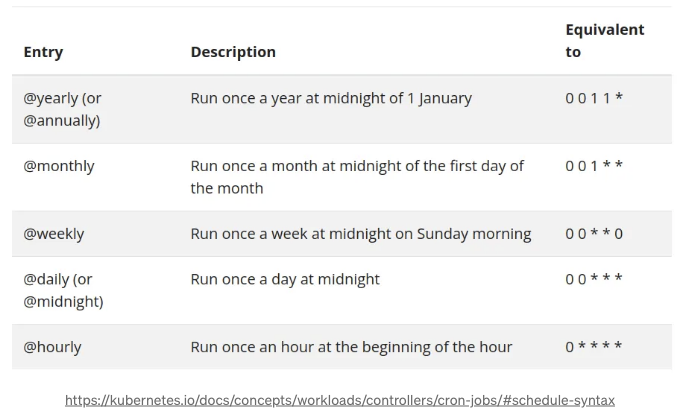 Entry Description Equivalent to
@yearly (or @annually) Run once a year at midnight of 1 January 0 0 1 1 *
@monthly Run once a month at midnight of the first day of the month 0 0 1 * *
@weekly Run once a week at midnight on Sunday morning 0 0 * * 0
@daily (or @midnight) Run once a day at midnight 0 0 * * *
@hourly Run once an hour at the beginning of the hour 0 * * * *
https://kubernetes.io/docs/concepts/workloads/controllers/cron-jobs/#schedule-syntax